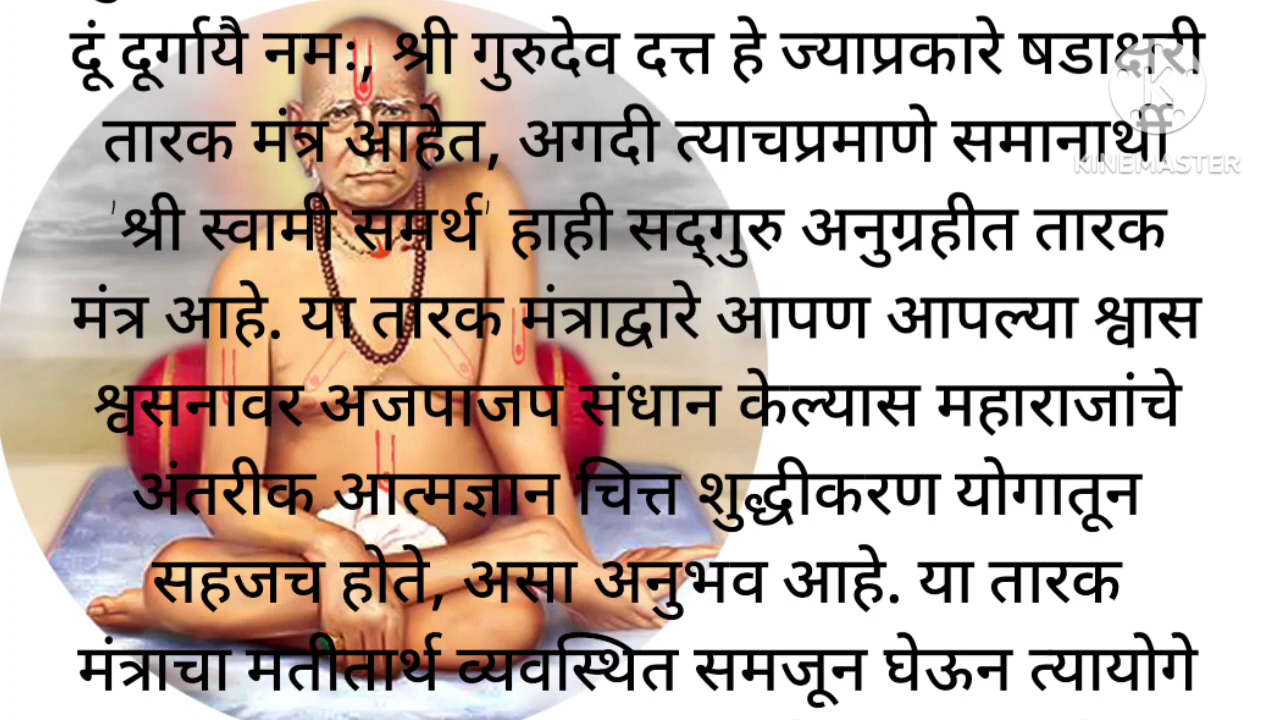 दूं दूर्गायै नमः, श्री गुरुदेव दत्त हे ज्याप्रकारे षडाक्षरी
तारक मंत्र आहेत, अगदी त्याचप्रमाणे समानार्थी
'श्री स्वामी समर्थ' हाही सद्‌गुरु अनुग्रहीत तारक
मंत्र आहे. या तारक मंत्राद्वारे आपण आपल्या श्वास
श्वसनावर अजपाजप संधान केल्यास महाराजांचे
अंतरीक आत्मज्ञान चित्त शुद्धीकरण योगातून
सहजच होते, असा अनुभव आहे. या तारक
मंत्राचा मतीतार्थ व्यवस्थित समजून घेऊन त्यायोगे
K
KINEMASTER